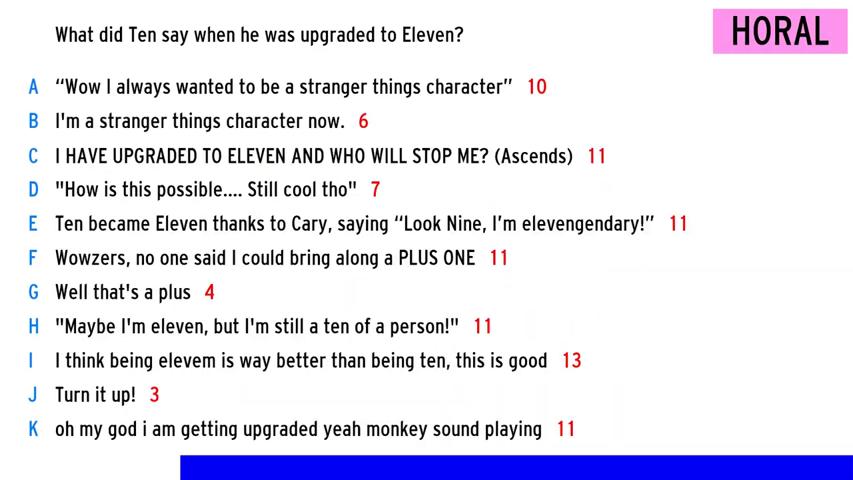 What did Ten say when he was upgraded to Eleven?
HORAL
A “Wow I always wanted to be a stranger things character” 10
B I'm a stranger things character now. 6
C I HAVE UPGRADED TO ELEVEN AND WHO WILL STOP ME? (Ascends) 11
D "How is this possible.... Still cool tho" 7
E Ten became Eleven thanks to Cary, saying “Look Nine, I’m elevengendary!” 11
F Wowzers, no one said I could bring along a PLUS ONE 11
G Well that's a plus 4
H "Maybe I'm eleven, but I'm still a ten of a person!" 11
I I think being elevem is way better than being ten, this is good 13
J Turn it up! 3
K oh my god i am getting upgraded yeah monkey sound playing 11